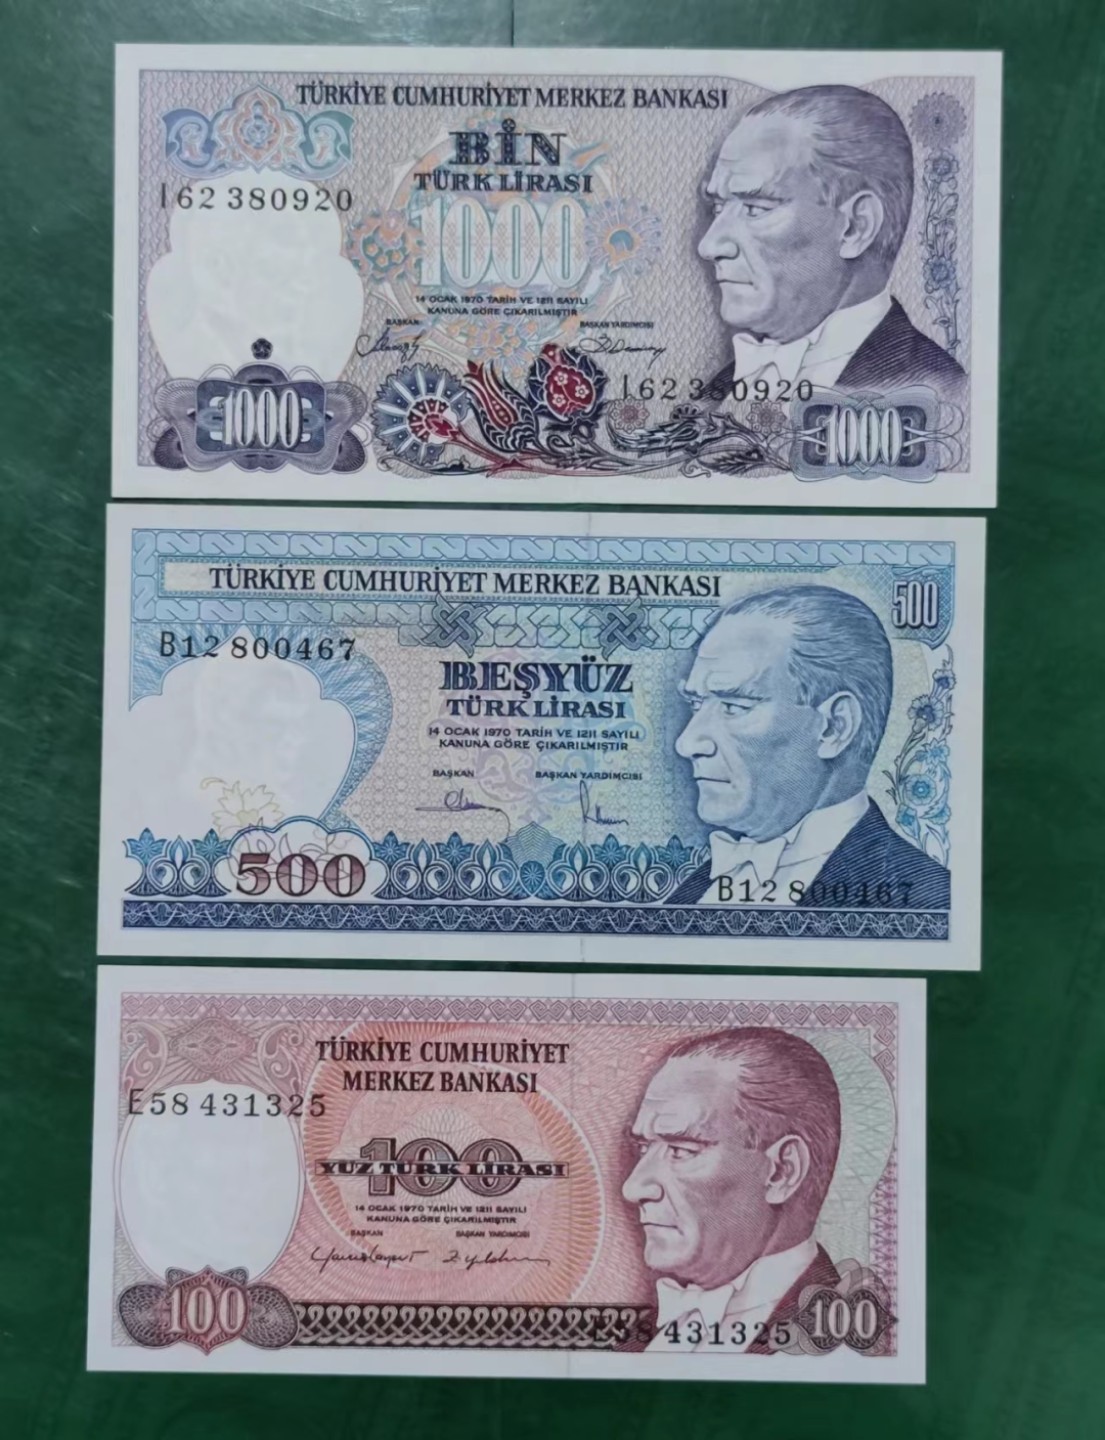 TÜRKİYE CUMHURİYET MERKEZ BANKASI
BİN
TÜRK LİRASI
I62 380920
1000
14 OCAK 1970 TARİH VE 1211 SAYILI
KANUNA GÖRE ÇIKARILMIŞTIR
BAŞKAN BAŞKAN YARDIMCISI
I62 380920
1000 1000
TÜRKİYE CUMHURİYET MERKEZ BANKASI
500
B12 800467
BEŞYÜZ
TÜRK LİRASI
14 OCAK 1970 TARİH VE 1211 SAYILI
KANUNA GÖRE ÇIKARILMIŞTIR
BAŞKAN BAŞKAN YARDIMCISI
500
B12 800467
TÜRKİYE CUMHURİYET
MERKEZ BANKASI
E58 431325
100
YÜZ TÜRK LİRASI
14 OCAK 1970 TARİH VE 1211 SAYILI
KANUNA GÖRE ÇIKARILMIŞTIR
BAŞKAN BAŞKAN YARDIMCISI
100 E58 431325 100